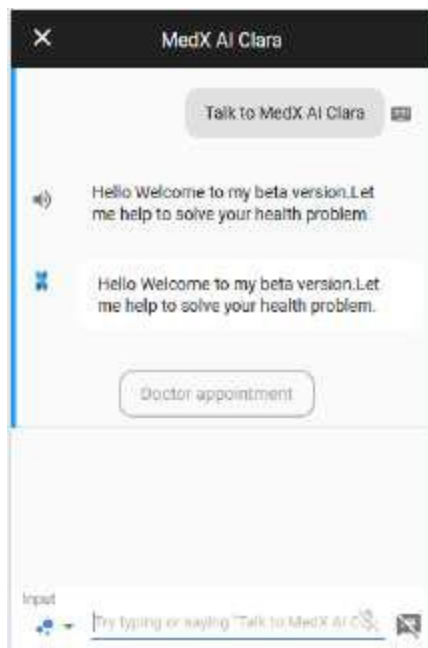 MedX AI Clara
Talk to MedX AI Clara
Hello Welcome to my beta version.Let
me help to solve your health problem.
Hello Welcome to my beta version.Let
me help to solve your health problem.
Doctor appointment
Input
Try typing or saying "Talk to MedX AI C